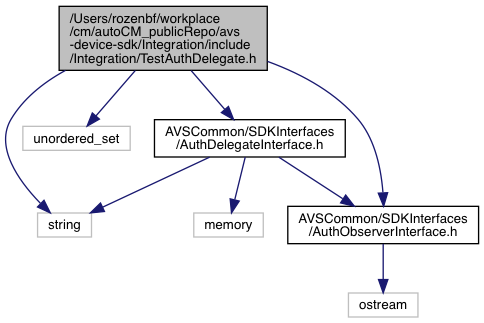 /Users/rozenbf/workplace
/cm/autoCM_publicRepo/avs
-device-sdk/Integration/include
/Integration/TestAuthDelegate.h
unordered_set
AVSCommon/SDKInterfaces
/AuthDelegateInterface.h
string
memory
AVSCommon/SDKInterfaces
/AuthObserverInterface.h
ostream